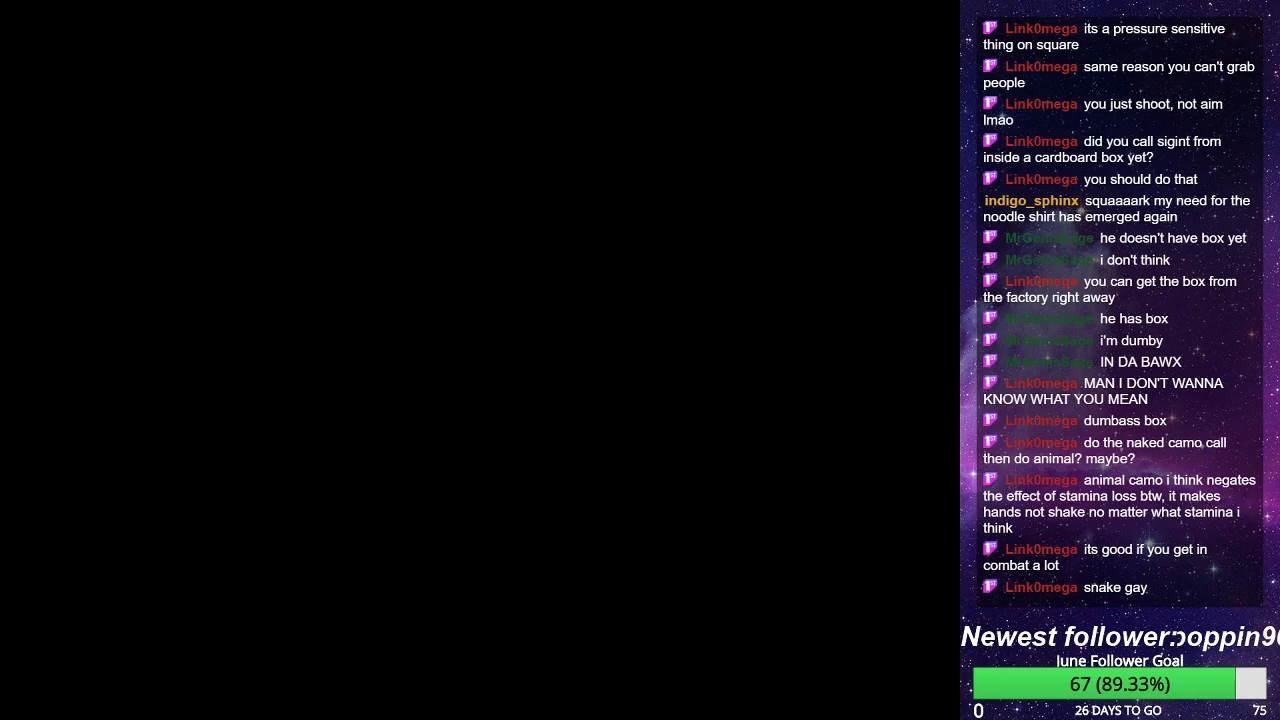 Link0mega its a pressure sensitive
thing on square
Link0mega same reason you can't grab
people
Link0mega you just shoot, not aim
lmao
Link0mega did you call sigint from
inside a cardboard box yet?
Link0mega you should do that
indigo_sphinx squaaaark my need for the
noodle shirt has emerged again
he doesn't have box yet
i don't think
Link0mega you can get the box from
the factory right away
he has box
i'm dumby
IN DA BAWX
Link0mega MAN I DON'T WANNA
KNOW WHAT YOU MEAN
Link0mega dumbass box
Link0mega do the naked camo call
then do animal? maybe?
Link0mega animal camo i think negates
the effect of stamina loss btw, it makes
hands not shake no matter what stamina i
think
Link0mega its good if you get in
combat a lot
Link0mega snake gay
Newest follower:
June Follower Goal
67 (89.33%)
0 26 DAYS TO GO 75